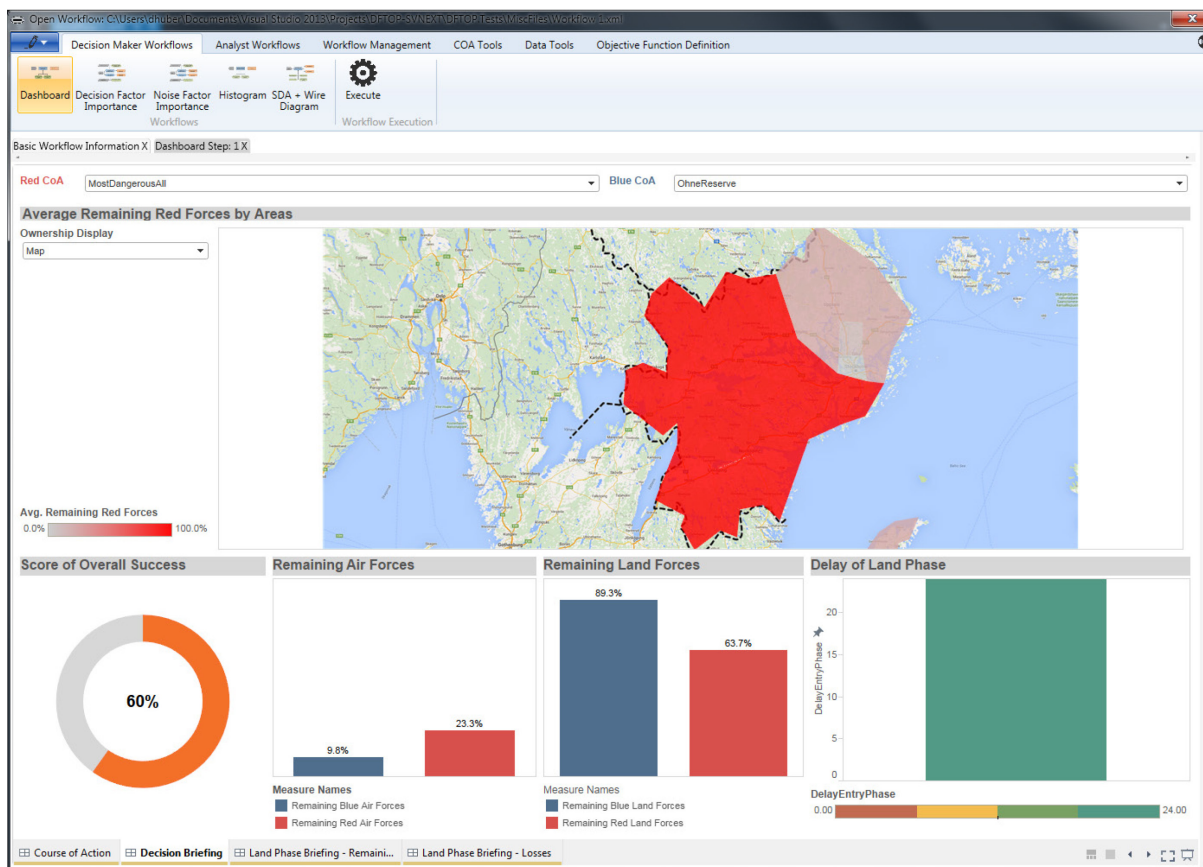 Open Workflow: C:\Users\dhuber\Documents\Visual Studio 2013\Projects\DFTOP-SVNEXT\DFTOP.Tests\MiscFiles\Workflow 1.xml
Decision Maker Workflows Analyst Workflows Workflow Management COA Tools Data Tools Objective Function Definition
Dashboard Decision Factor Importance Noise Factor Importance Histogram SDA + Wire Diagram Execute
Workflows Workflow Execution
Basic Workflow Information X Dashboard Step: 1 X
Red CoA MostDangerousAll Blue CoA OhneReserve
Average Remaining Red Forces by Areas
Ownership Display
Map
Avg. Remaining Red Forces
0.0% 100.0%
Score of Overall Success
60%
Remaining Air Forces
9.8%
23.3%
Measure Names
Remaining Blue Air Forces
Remaining Red Air Forces
Remaining Land Forces
89.3%
63.7%
Measure Names
Remaining Blue Land Forces
Remaining Red Land Forces
Delay of Land Phase
DelayEntryPhase
20
15
10
5
0
DelayEntryPhase
0.00 24.00
Course of Action Decision Briefing Land Phase Briefing - Remaini... Land Phase Briefing - Losses